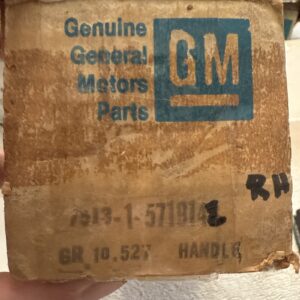 Genuine
General
Motors
Parts
GM
RH
GR 10.527 HANDLE